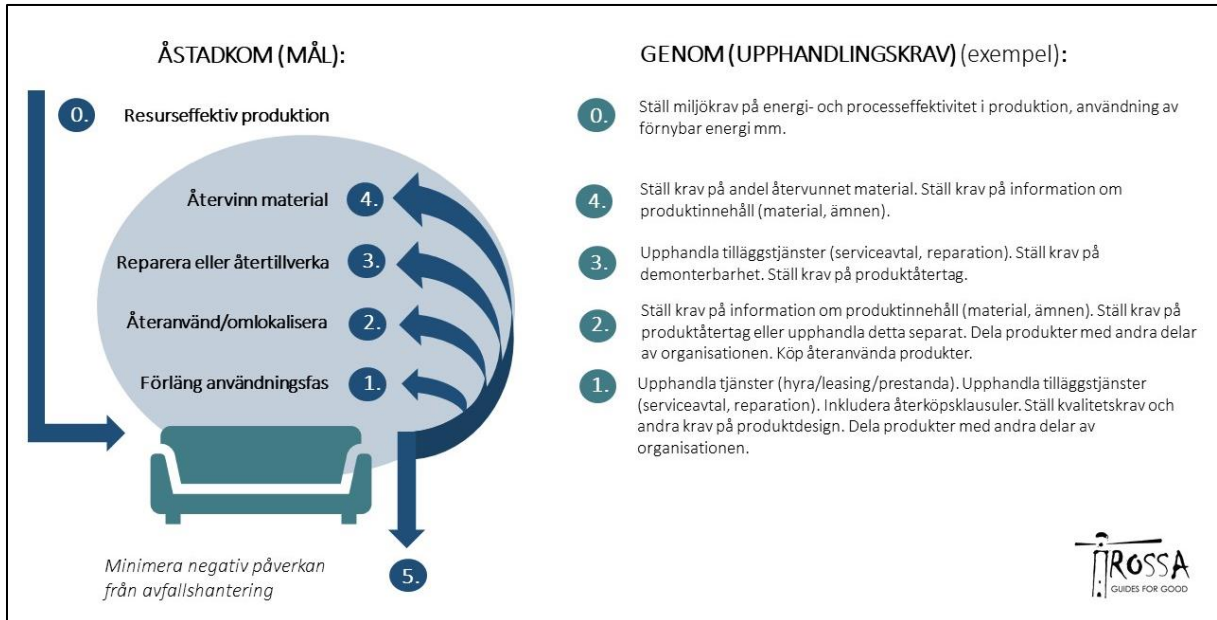 ÅSTADKOM (MÅL):
0. Resurseffektiv produktion
Återvinn material 4.
Reparera eller återtillverka 3.
Återanvänd/omlokalisera 2.
Förläng användningsfas 1.
Minimera negativ påverkan
från avfallshantering
5.
GENOM (UPPHANDLINGSKRAV) (exempel):
0. Ställ miljökrav på energi- och processeffektivitet i produktion, användning av
förnybar energi mm.
4. Ställ krav på andel återvunnet material. Ställ krav på information om
produktinnehåll (material, ämnen).
3. Upphandla tilläggstjänster (serviceavtal, reparation). Ställ krav på
demonterbarhet. Ställ krav på produktåtertag.
2. Ställ krav på information om produktinnehåll (material, ämnen). Ställ krav på
produktåtertag eller upphandla detta separat. Dela produkter med andra delar
av organisationen. Köp återanvända produkter.
1. Upphandla tjänster (hyra/leasing/prestanda). Upphandla tilläggstjänster
(serviceavtal, reparation). Inkludera återköpsklausuler. Ställ kvalitetskrav och
andra krav på produktdesign. Dela produkter med andra delar av
organisationen.
ROSSA
GUIDES FOR GOOD